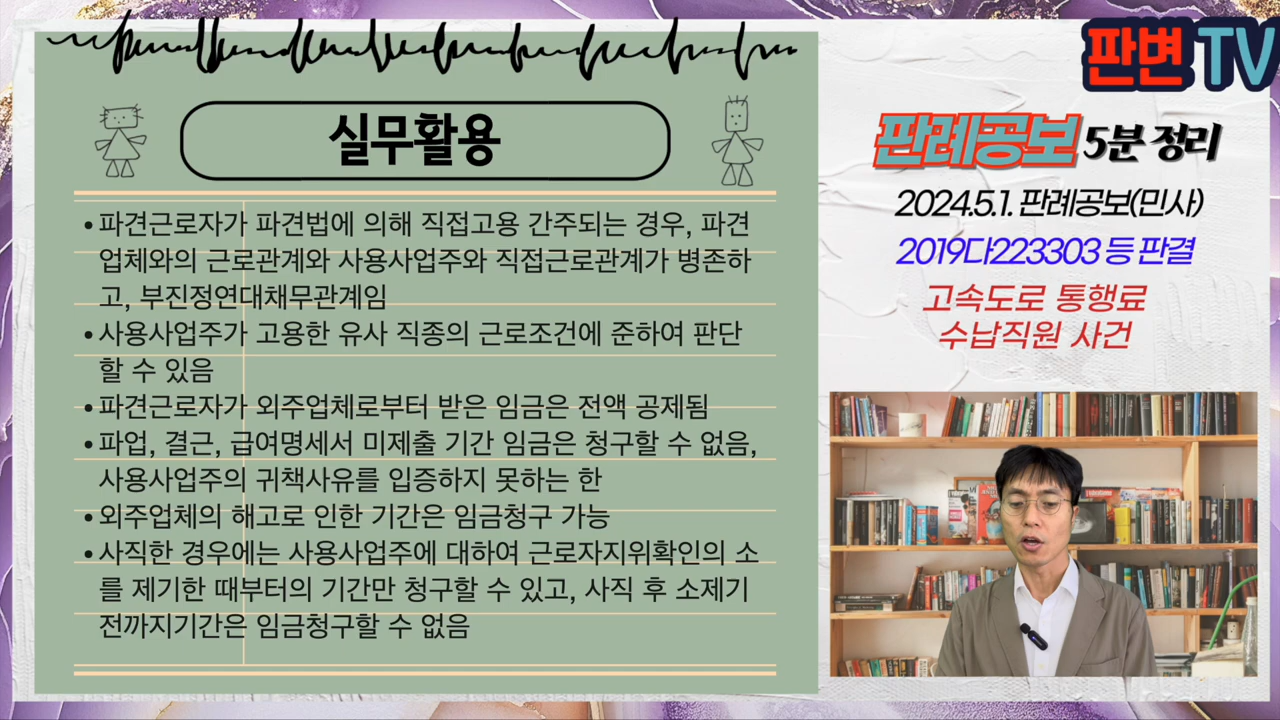 판변 TV
실무활용
• 파견근로자가 파견법에 의해 직접고용 간주되는 경우, 파견
업체와의 근로관계와 사용사업주와 직접근로관계가 병존하
고, 부진정연대채무관계임
• 사용사업주가 고용한 유사 직종의 근로조건에 준하여 판단
할 수 있음
• 파견근로자가 외주업체로부터 받은 임금은 전액 공제됨
• 파업, 결근, 급여명세서 미제출 기간 임금은 청구할 수 없음,
사용사업주의 귀책사유를 입증하지 못하는 한
• 외주업체의 해고로 인한 기간은 임금청구 가능
• 사직한 경우에는 사용사업주에 대하여 근로자지위확인의 소
를 제기한 때부터의 기간만 청구할 수 있고, 사직 후 소제기
전까지기간은 임금청구할 수 없음
판례공보 5분 정리
2024.5.1. 판례공보(민사)
2019다223303 등 판결
고속도로 통행료
수납직원 사건